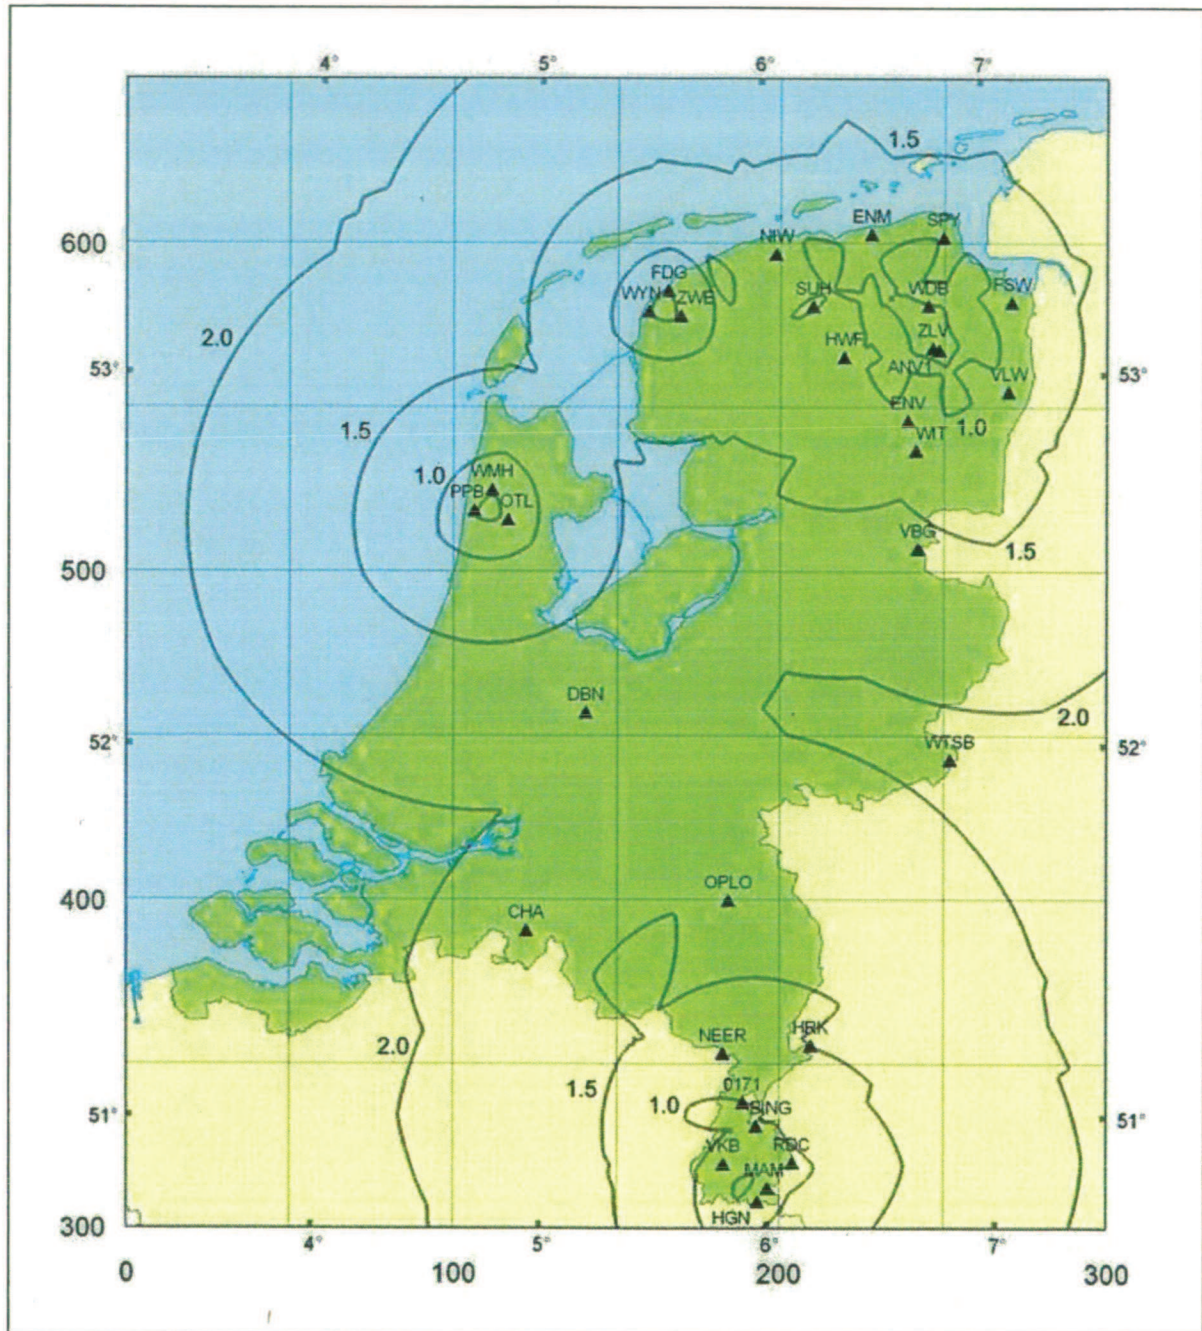 4° 5° 6° 7°
1.5
600
ENM SPY
NIW
FDG
WYN ZWE SUH WDB FSW
2.0
HWF ZLV
53° ANV1 VLW 53°
ENV 1.0
1.5
WIT
1.0 WMH
PPB OTL
VBG
1.5
500
DBN
2.0
52° WTSB 52°
OPLO
400
CHA
2.0 NEER HRK
1.5 0171
1.0 SING
51° 51°
VKB RDC
MAM
HGN
300
4° 5° 6° 7°
0 100 200 300